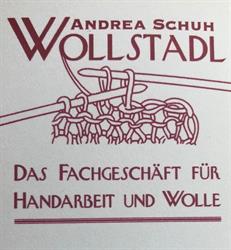 ANDREA SCHUH
WOLLSTADL
DAS FACHGESCHÄFT FÜR
HANDARBEIT UND WOLLE